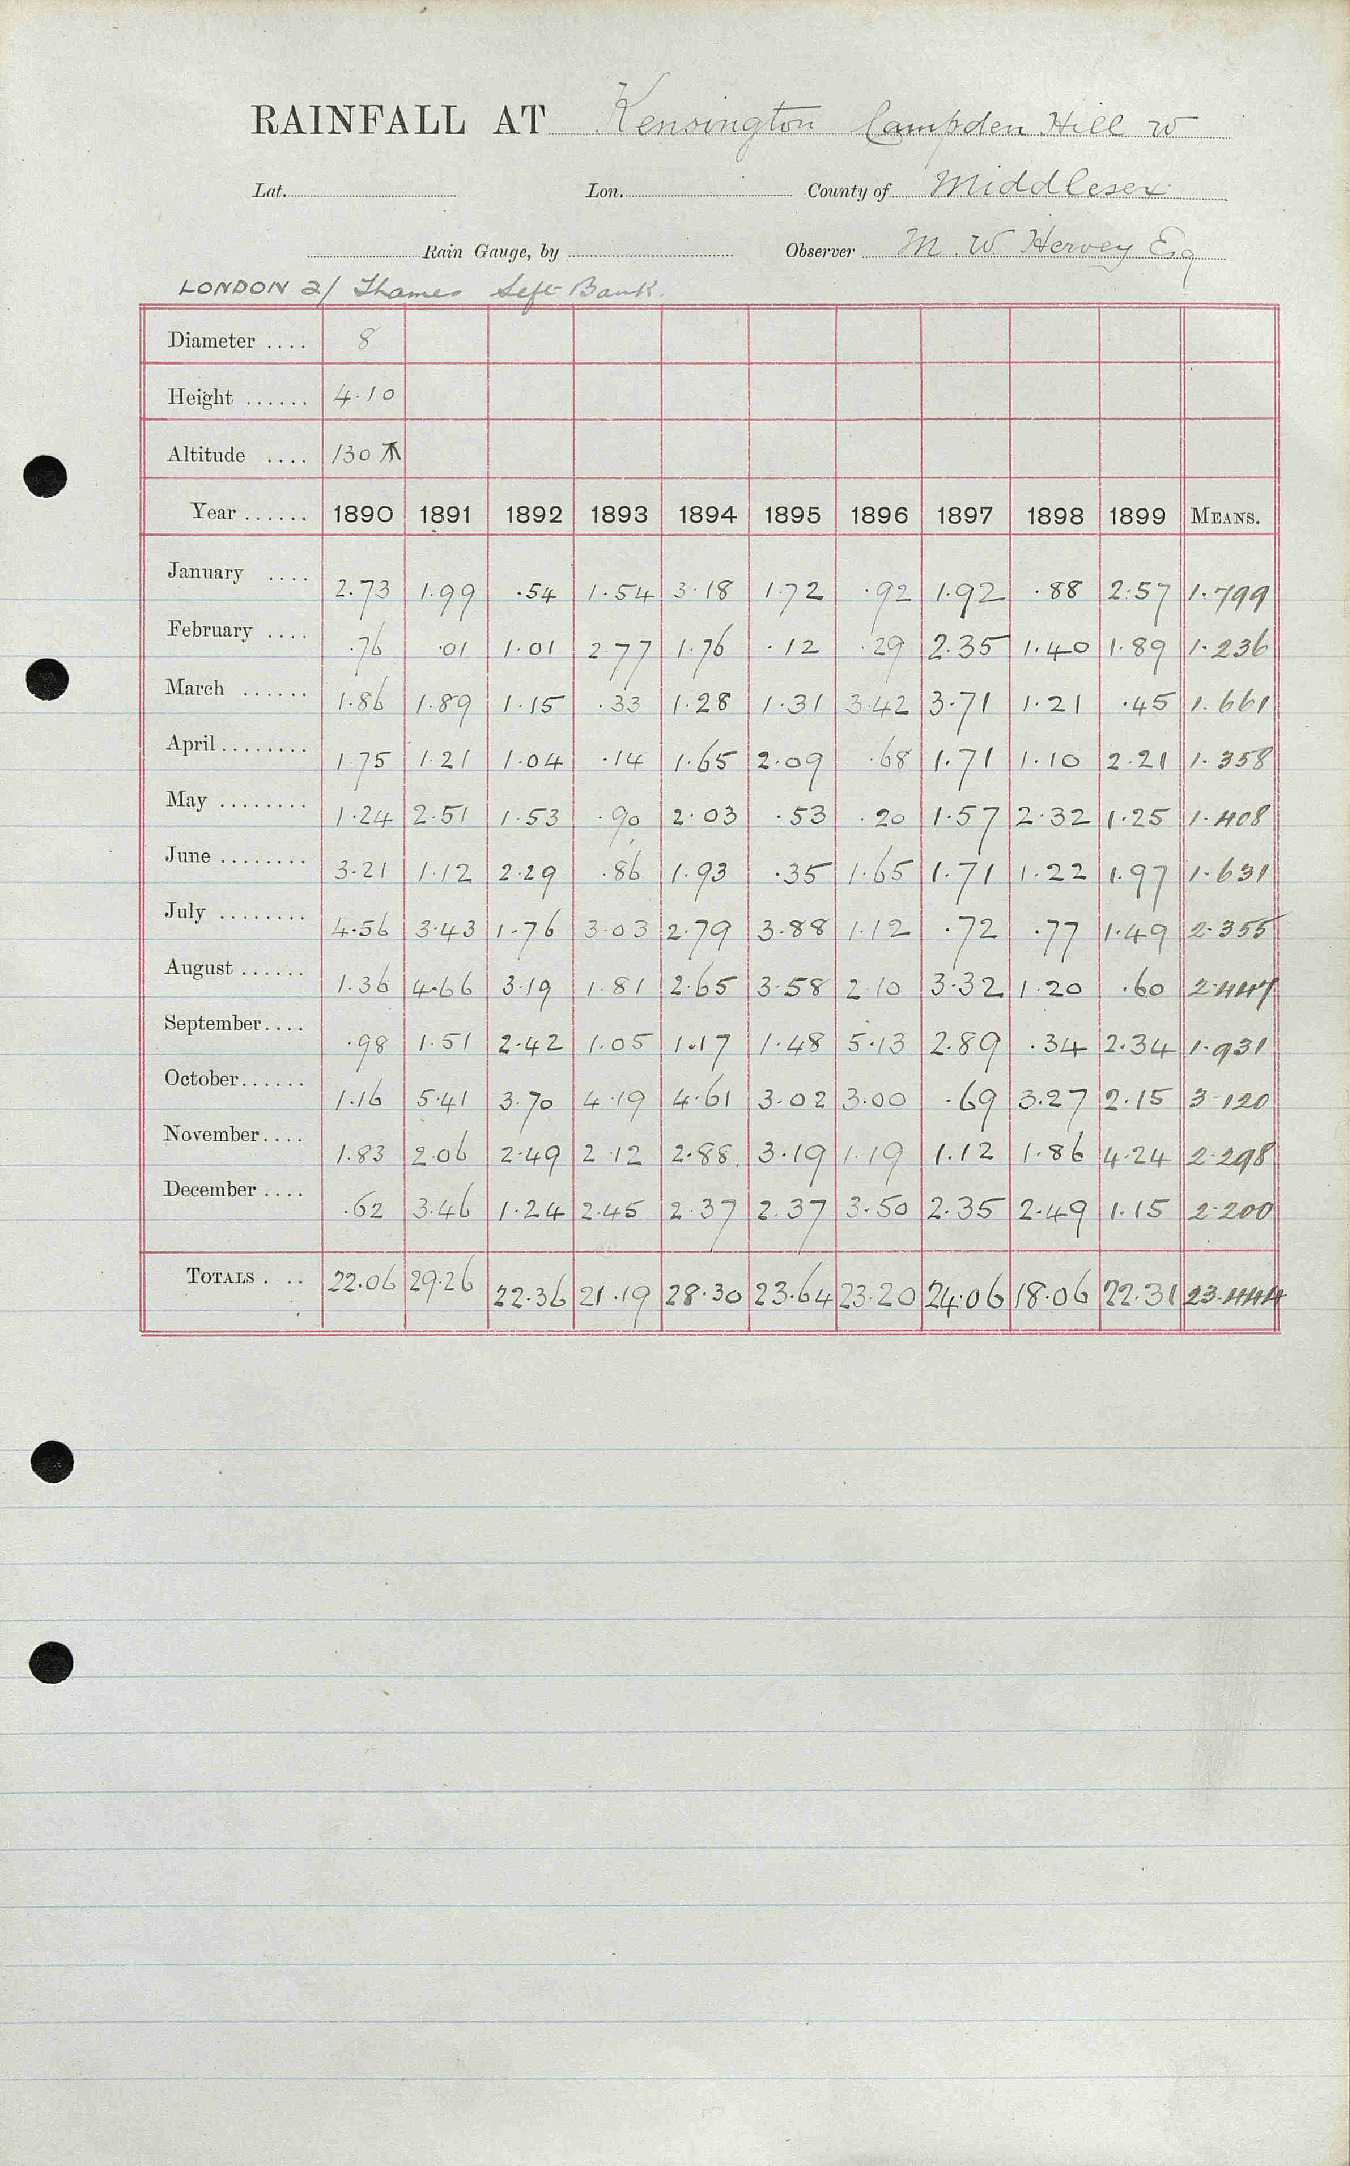 RAINFALL AT Kensington Campden Hill W
Lat. Lon. County of Middlesex
Rain Gauge, by Observer M. W Hervey Esq
LONDON 2/ Thames Left Bank.
Diameter .... 8
Height ...... 4.10
Altitude .... 130
Year ...... 1890 1891 1892 1893 1894 1895 1896 1897 1898 1899 MEANS.
January .... 2.73 1.99 .54 1.54 3.18 1.72 .92 1.92 .88 2.57 1.799
February .... .76 .01 1.01 2.77 1.76 .12 .29 2.35 1.40 1.89 1.236
March ...... 1.86 1.89 1.15 .33 1.28 1.31 3.42 3.71 1.21 .45 1.661
April ........ 1.75 1.21 1.04 .14 1.65 2.09 .68 1.71 1.10 2.21 1.358
May ........ 1.24 2.51 1.53 .90 2.03 .53 .20 1.57 2.32 1.25 1.408
June ........ 3.21 1.12 2.29 .86 1.93 .35 1.65 1.71 1.22 1.97 1.631
July ........ 4.56 3.43 1.76 3.03 2.79 3.88 1.12 .72 .77 1.49 2.355
August ...... 1.36 4.66 3.19 1.81 2.65 3.58 2.10 3.32 1.20 .60 2.447
September.... .98 1.51 2.42 1.05 1.17 1.48 5.13 2.89 .34 2.34 1.931
October...... 1.16 5.41 3.70 4.19 4.61 3.02 3.00 .69 3.27 2.15 3.120
November.... 1.83 2.06 2.49 2.12 2.88 3.19 1.19 1.12 1.86 4.24 2.298
December .... .62 3.46 1.24 2.45 2.37 2.37 3.50 2.35 2.49 1.15 2.200
TOTALS . .. 22.06 29.26 22.36 21.19 28.30 23.64 23.20 24.06 18.06 22.31 23.444